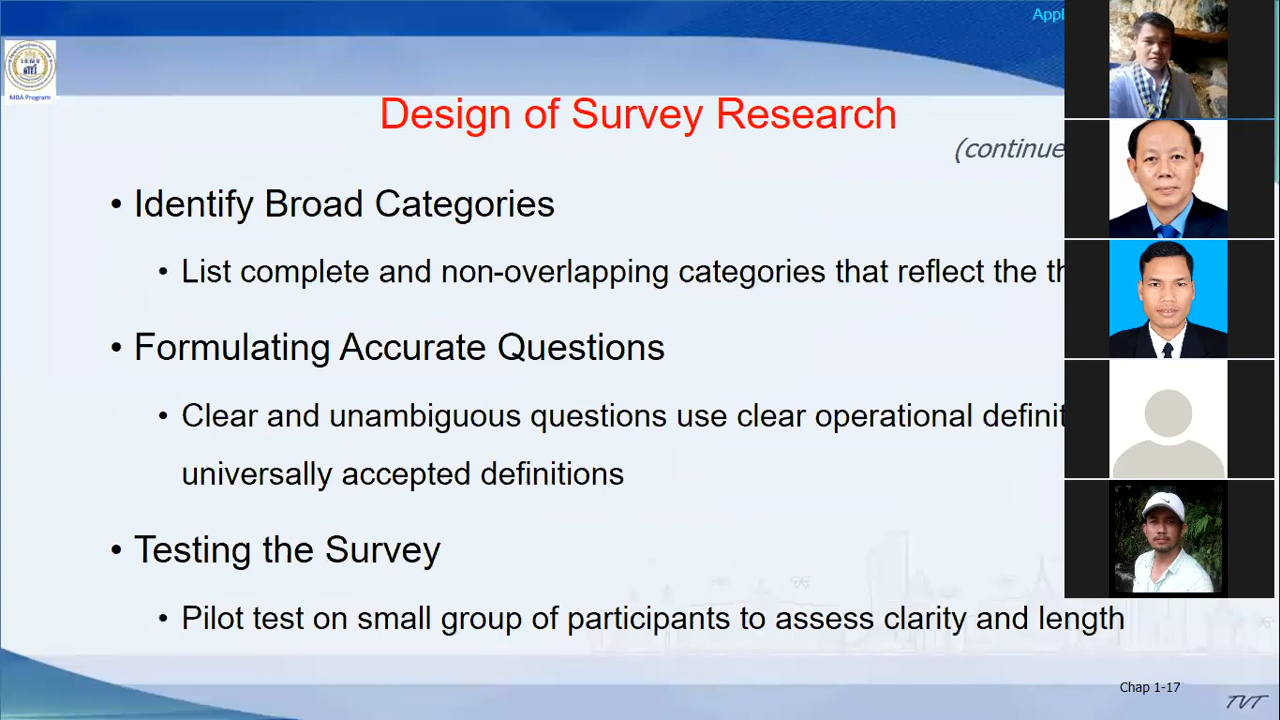 Appl
MBA Program
Design of Survey Research
(continue
• Identify Broad Categories
• List complete and non-overlapping categories that reflect the th
• Formulating Accurate Questions
• Clear and unambiguous questions use clear operational definit
universally accepted definitions
• Testing the Survey
• Pilot test on small group of participants to assess clarity and length
Chap 1-17
TVT